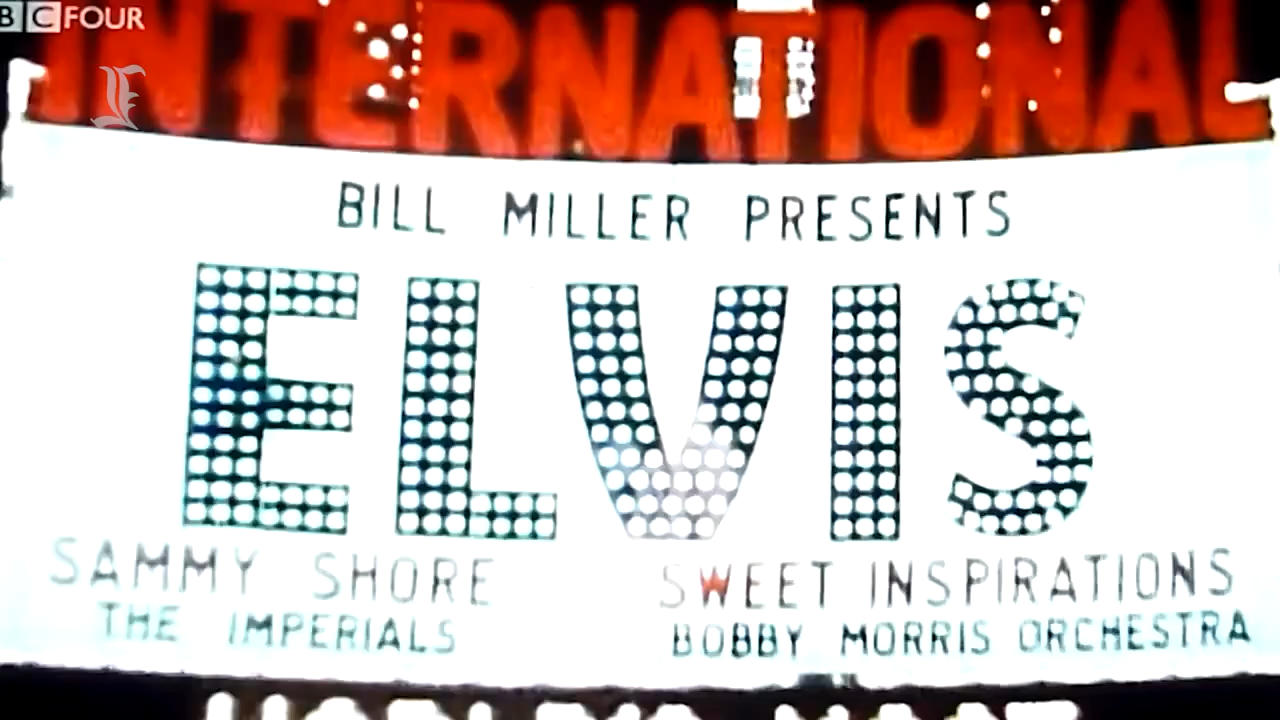 BBC FOUR
INTERNATIONAL
BILL MILLER PRESENTS
ELVIS
SAMMY SHORE SWEET INSPIRATIONS
THE IMPERIALS BOBBY MORRIS ORCHESTRA